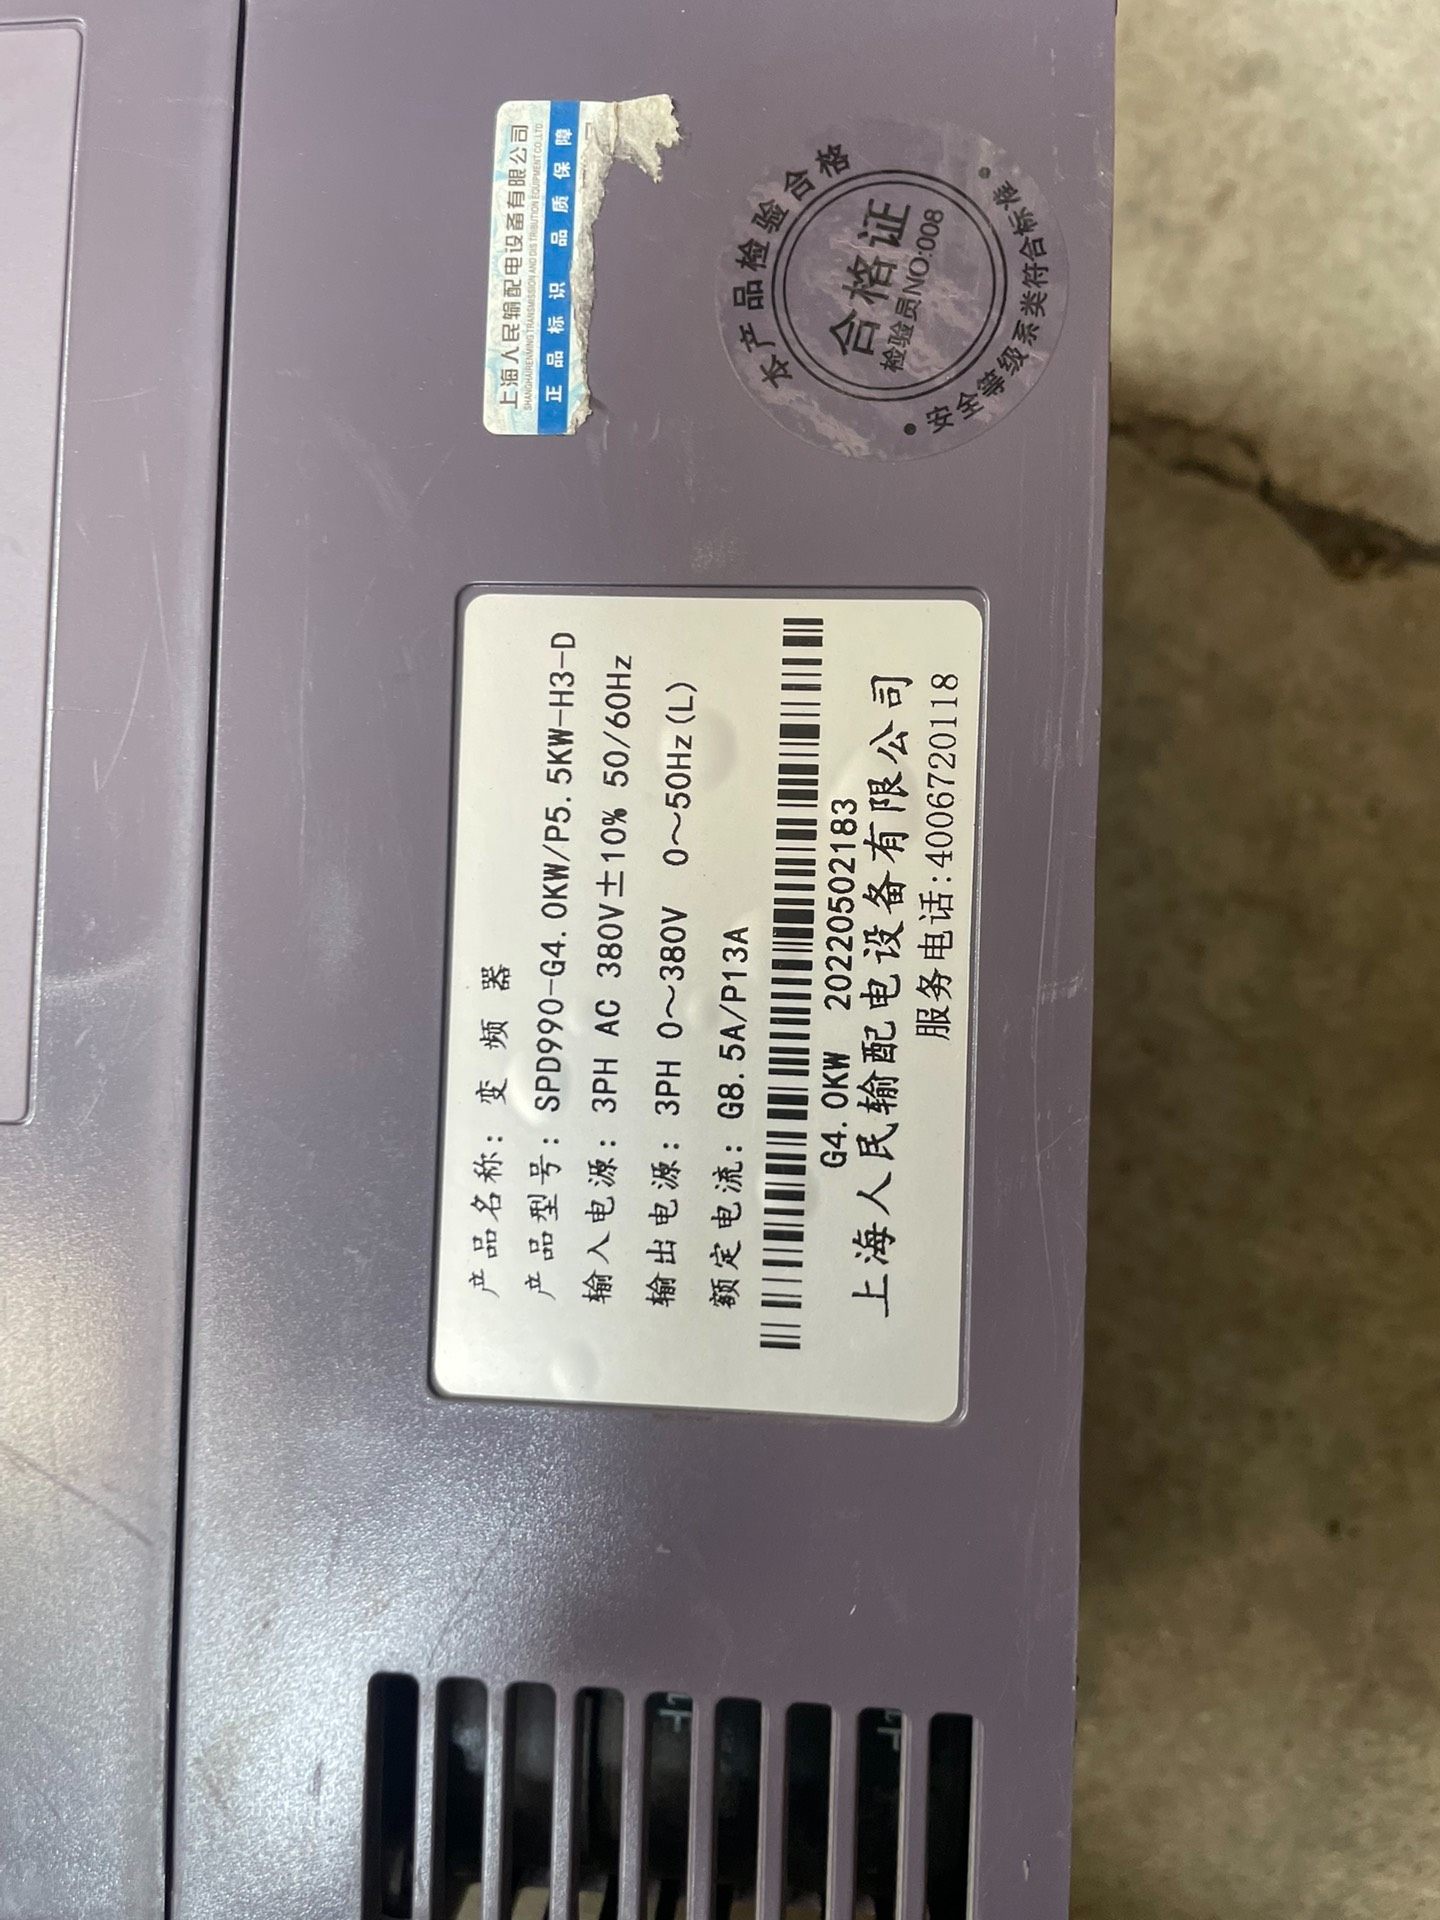 上海人民输配电设备有限公司
SHANGHAIRENMING TRANSMISSION AND DISTRIBUTION EQUIPMENT CO.,LTD
正品标识 品质保障
产品检验合格
合格证
检验员NO:008
安全等级系类符合标准
产品名称: 变 频 器
产品型号: SPD990-G4.0KW/P5.5KW-H3-D
输入电源: 3PH AC 380V±10% 50/60Hz
输出电源: 3PH 0～380V 0～50Hz(L)
额定电流: G8.5A/P13A
G4.0KW 20220502183
上海人民输配电设备有限公司
服务电话:4006720118